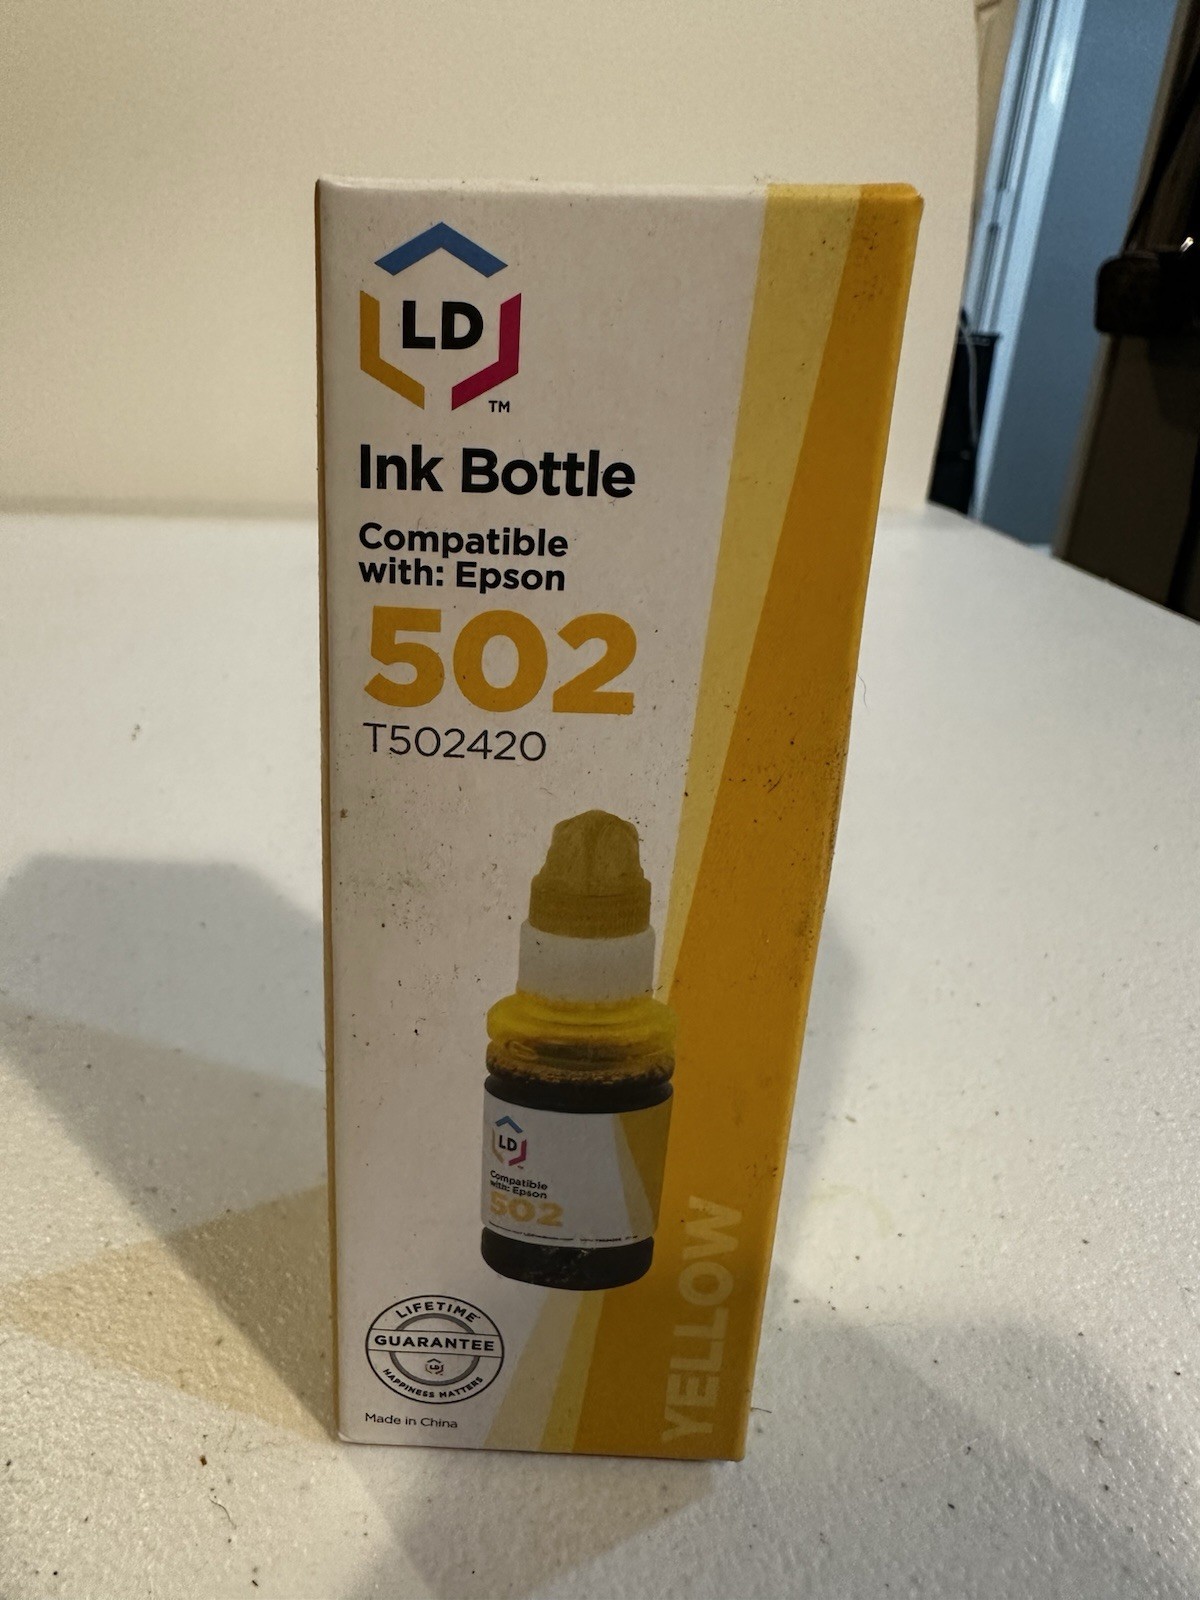 LD
TM
Ink Bottle
Compatible
with: Epson
502
T502420
LD
Compatible
with: Epson
502
YELLOW
LIFETIME
GUARANTEE
LD
HAPPINESS MATTERS
Made in China